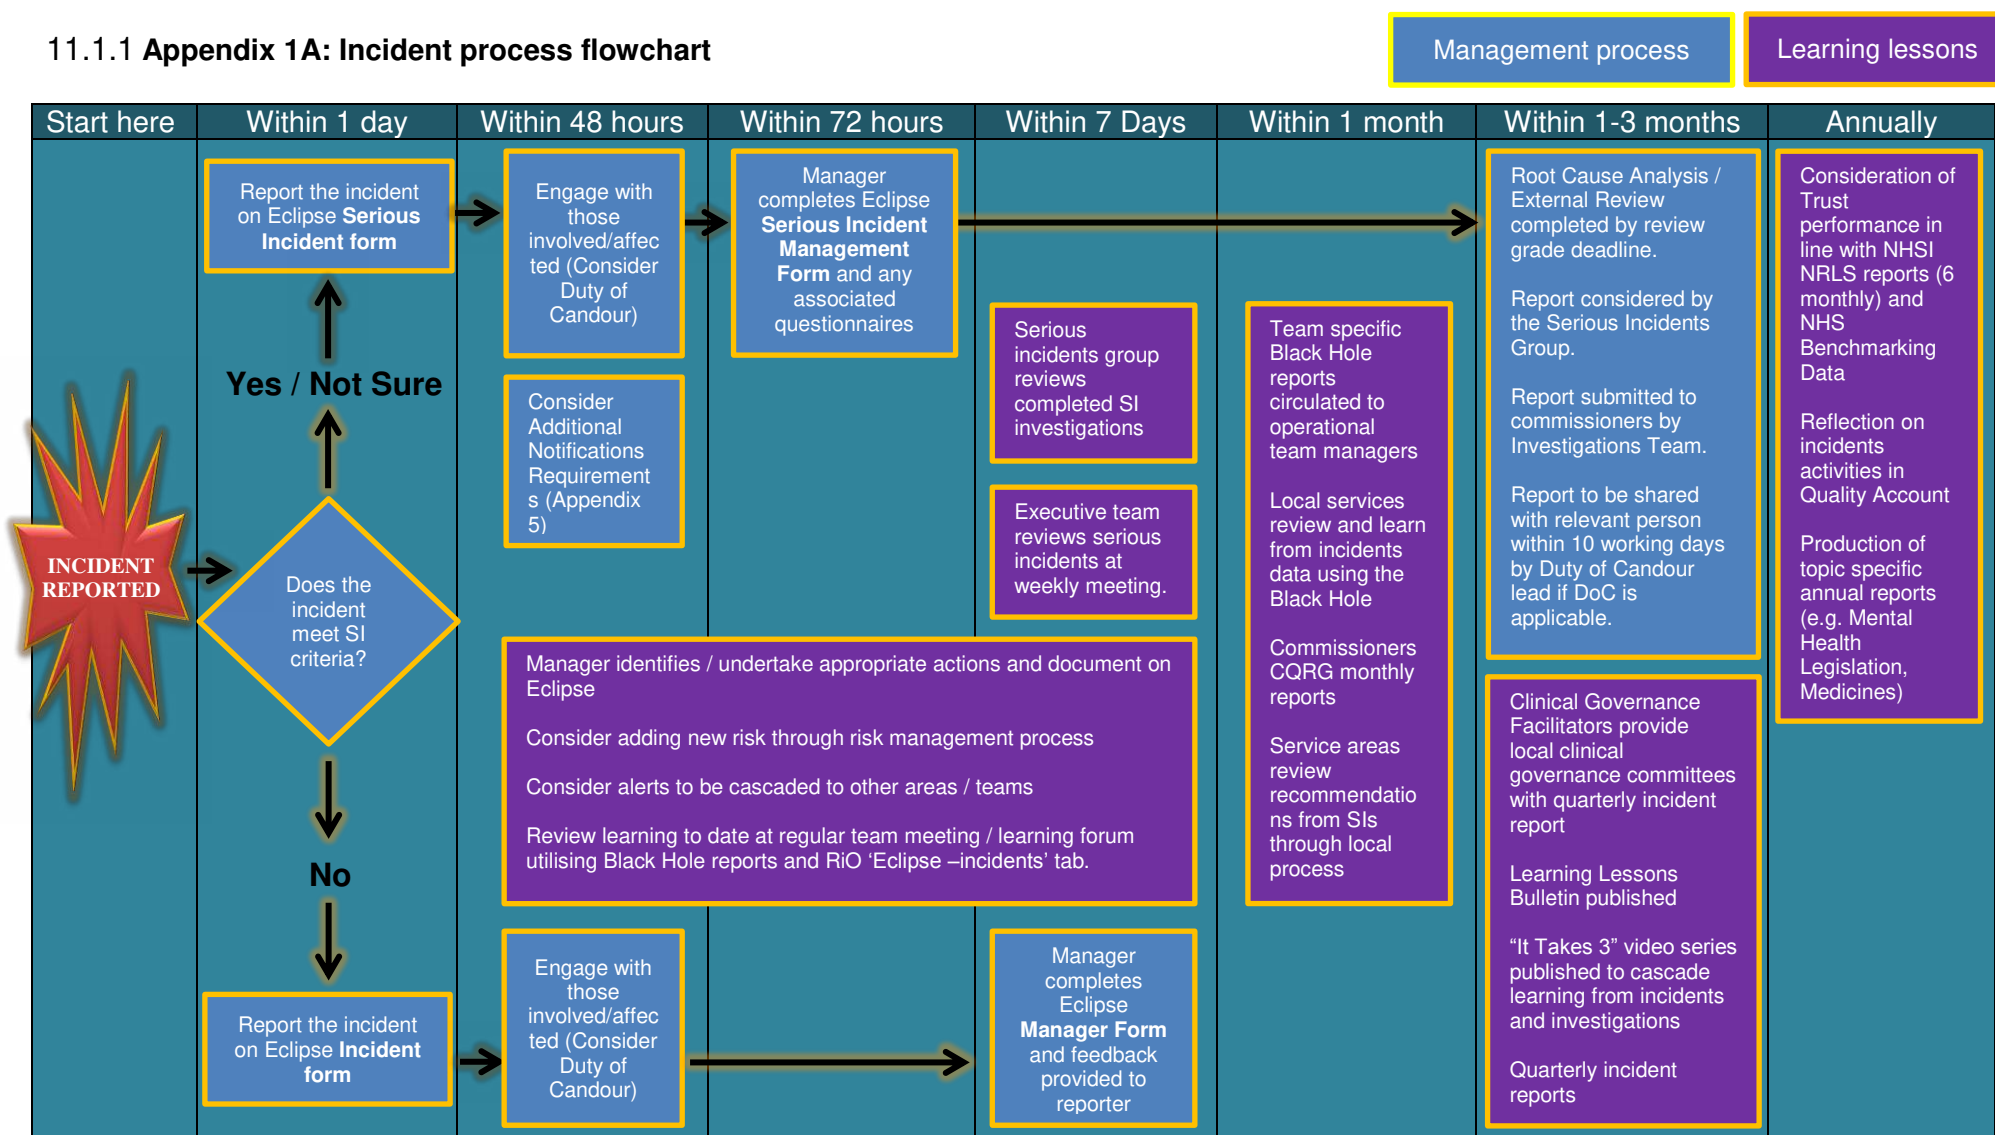 11.1.1 Appendix 1A: Incident process flowchart
Management process
Learning lessons
Start here
Within 1 day
Within 48 hours
Within 72 hours
Within 7 Days
Within 1 month
Within 1-3 months
Annually
INCIDENT
REPORTED
Does the
incident
meet SI
criteria?
Yes / Not Sure
Report the incident
on Eclipse Serious
Incident form
No
Report the incident
on Eclipse Incident
form
Engage with
those
involved/affec
ted (Consider
Duty of
Candour)
Consider
Additional
Notifications
Requirement
s (Appendix
5)
Manager
completes Eclipse
Serious Incident
Management
Form and any
associated
questionnaires
Serious
incidents group
reviews
completed SI
investigations
Executive team
reviews serious
incidents at
weekly meeting.
Manager identifies / undertake appropriate actions and document on
Eclipse
Consider adding new risk through risk management process
Consider alerts to be cascaded to other areas / teams
Review learning to date at regular team meeting / learning forum
utilising Black Hole reports and RiO ‘Eclipse –incidents’ tab.
Engage with
those
involved/affec
ted (Consider
Duty of
Candour)
Manager
completes
Eclipse
Manager Form
and feedback
provided to
reporter
Team specific
Black Hole
reports
circulated to
operational
team managers
Local services
review and learn
from incidents
data using the
Black Hole
Commissioners
CQRG monthly
reports
Service areas
review
recommendatio
ns from SIs
through local
process
Root Cause Analysis /
External Review
completed by review
grade deadline.
Report considered by
the Serious Incidents
Group.
Report submitted to
commissioners by
Investigations Team.
Report to be shared
with relevant person
within 10 working days
by Duty of Candour
lead if DoC is
applicable.
Clinical Governance
Facilitators provide
local clinical
governance committees
with quarterly incident
report
Learning Lessons
Bulletin published
“It Takes 3” video series
published to cascade
learning from incidents
and investigations
Quarterly incident
reports
Consideration of
Trust
performance in
line with NHSI
NRLS reports (6
monthly) and
NHS
Benchmarking
Data
Reflection on
incidents
activities in
Quality Account
Production of
topic specific
annual reports
(e.g. Mental
Health
Legislation,
Medicines)